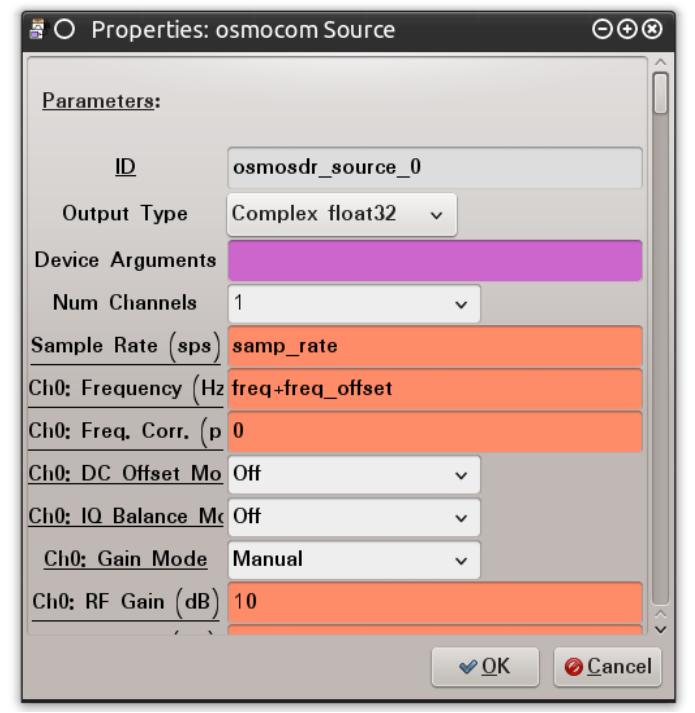 Properties: osmocom Source
Parameters:
ID osmosdr_source_0
Output Type Complex float32
Device Arguments
Num Channels 1
Sample Rate (sps) samp_rate
Ch0: Frequency (Hz freq+freq_offset
Ch0: Freq. Corr. (p 0
Ch0: DC Offset Mo Off
Ch0: IQ Balance Mo Off
Ch0: Gain Mode Manual
Ch0: RF Gain (dB) 10
OK Cancel